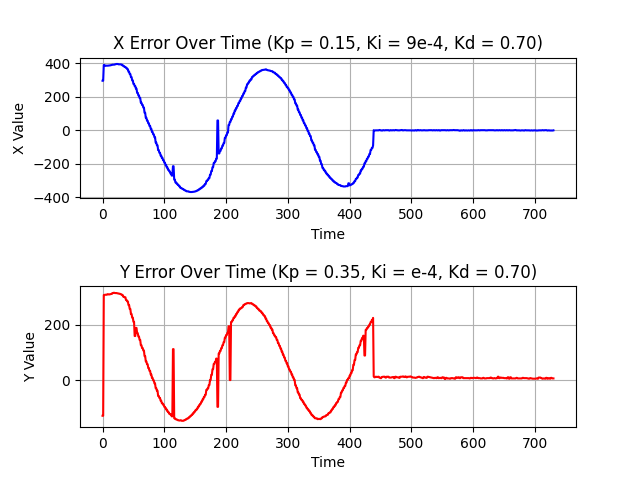 X Error Over Time (Kp = 0.15, Ki = 9e-4, Kd = 0.70)
400
200
0
−200
−400
X Value
0 100 200 300 400 500 600 700
Time
Y Error Over Time (Kp = 0.35, Ki = e-4, Kd = 0.70)
200
0
Y Value
0 100 200 300 400 500 600 700
Time